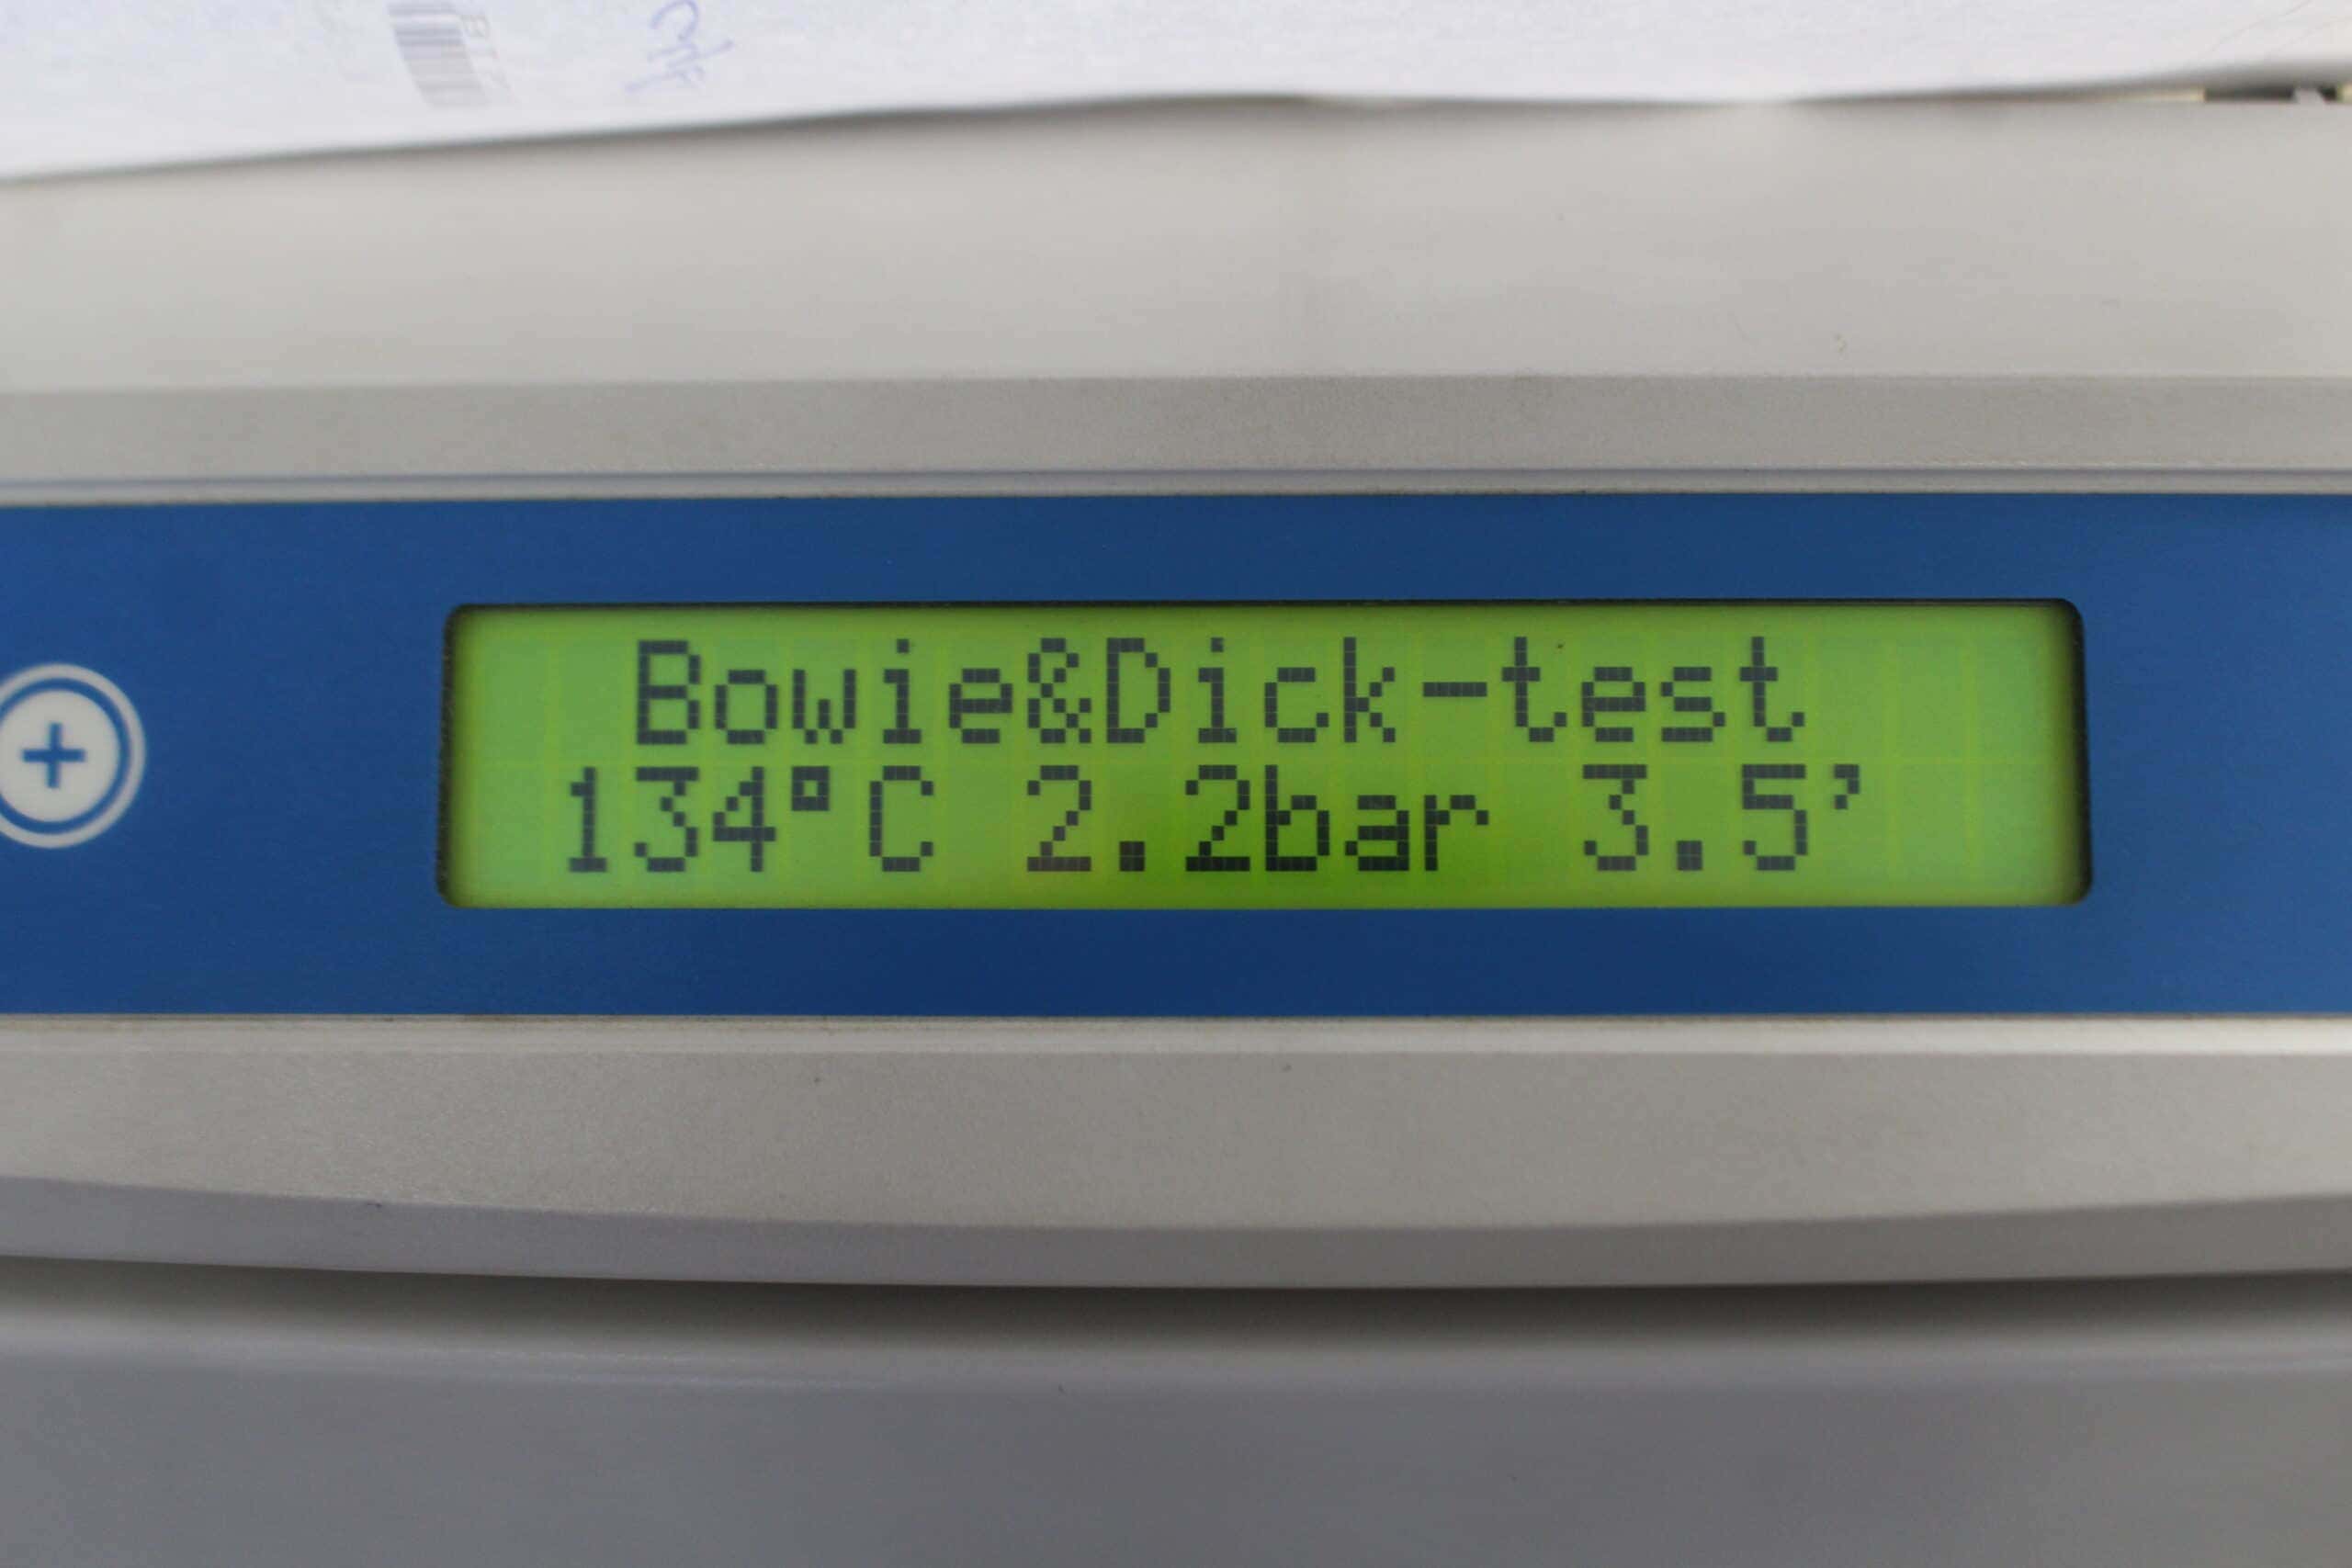 Bowie&Dick-test
134°C 2.2bar 3.5’